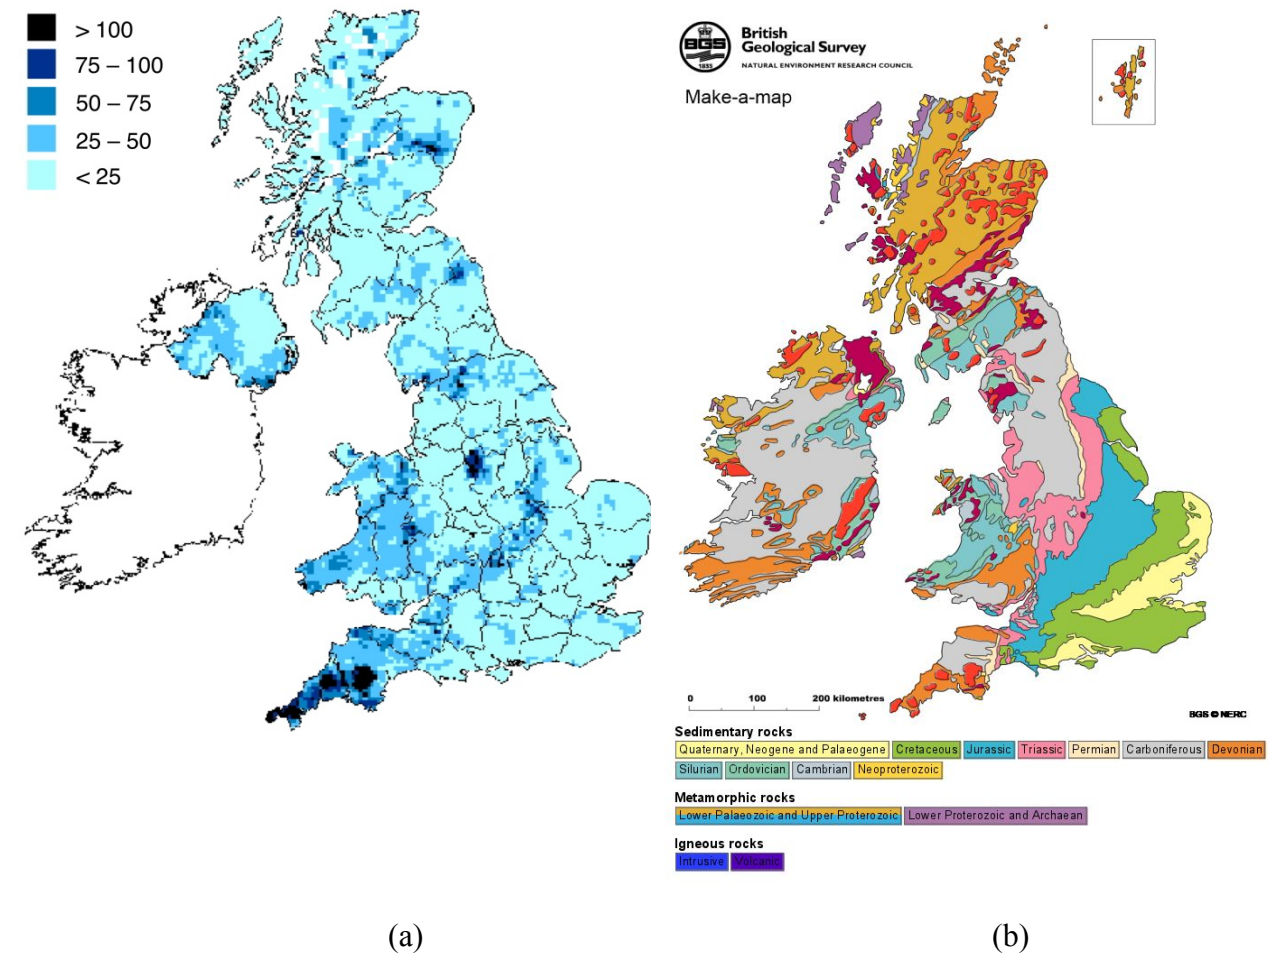 > 100
75 – 100
50 – 75
25 – 50
< 25
BGS
1835
British
Geological Survey
NATURAL ENVIRONMENT RESEARCH COUNCIL
Make-a-map
0 100 200 kilometres
BGS © NERC
Sedimentary rocks
Quaternary, Neogene and Palaeogene Cretaceous Jurassic Triassic Permian Carboniferous Devonian
Silurian Ordovician Cambrian Neoproterozoic
Metamorphic rocks
Lower Palaeozoic and Upper Proterozoic Lower Proterozoic and Archaean
Igneous rocks
Intrusive Volcanic
(a) (b)